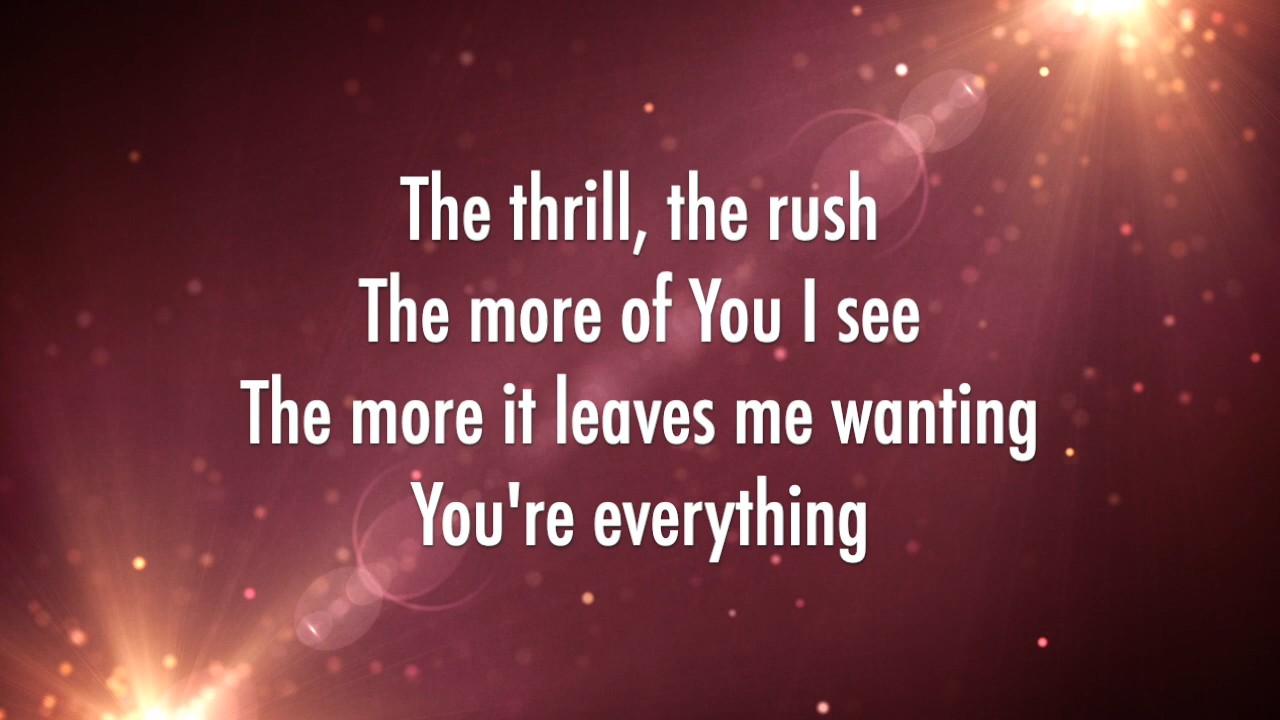 The thrill, the rush
The more of You I see
The more it leaves me wanting
You're everything